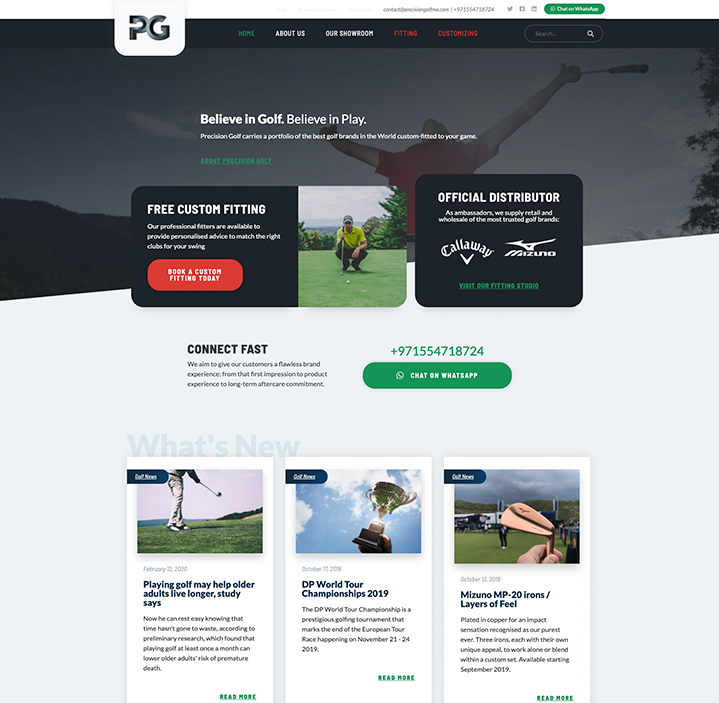 contact@precisiongolfme.com | +971554718724
Chat on WhatsApp
PG
HOME
ABOUT US
OUR SHOWROOM
FITTING
CUSTOMIZING
Search...
Believe in Golf. Believe in Play.
Precision Golf carries a portfolio of the best golf brands in the World custom-fitted to your game.
ABOUT PRECISION GOLF
FREE CUSTOM FITTING
Our professional fitters are available to
provide personalised advice to match the right
clubs for your swing
BOOK A CUSTOM
FITTING TODAY
OFFICIAL DISTRIBUTOR
As ambassadors, we supply retail and
wholesale of the most trusted golf brands:
Callaway
MIZUNO
VISIT OUR FITTING STUDIO
CONNECT FAST
We aim to give our customers a flawless brand
experience: from that first impression to product
experience to long-term aftercare commitment.
+971554718724
CHAT ON WHATSAPP
What's New
Golf News
February 12, 2020
Playing golf may help older
adults live longer, study
says
Now he can rest easy knowing that
time hasn't gone to waste, according to
preliminary research, which found that
playing golf at least once a month can
lower older adults' risk of premature
death.
READ MORE
Golf News
October 17, 2019
DP World Tour
Championships 2019
The DP World Tour Championship is a
prestigious golfing tournament that
marks the end of the European Tour
Race happening on November 21 - 24
2019.
READ MORE
Golf News
October 13, 2019
Mizuno MP-20 irons /
Layers of Feel
Plated in copper for an impact
sensation recognised as our purest
ever. Three irons, each with their own
unique appeal, to work alone or blend
within a custom set. Available starting
September 2019.
READ MORE